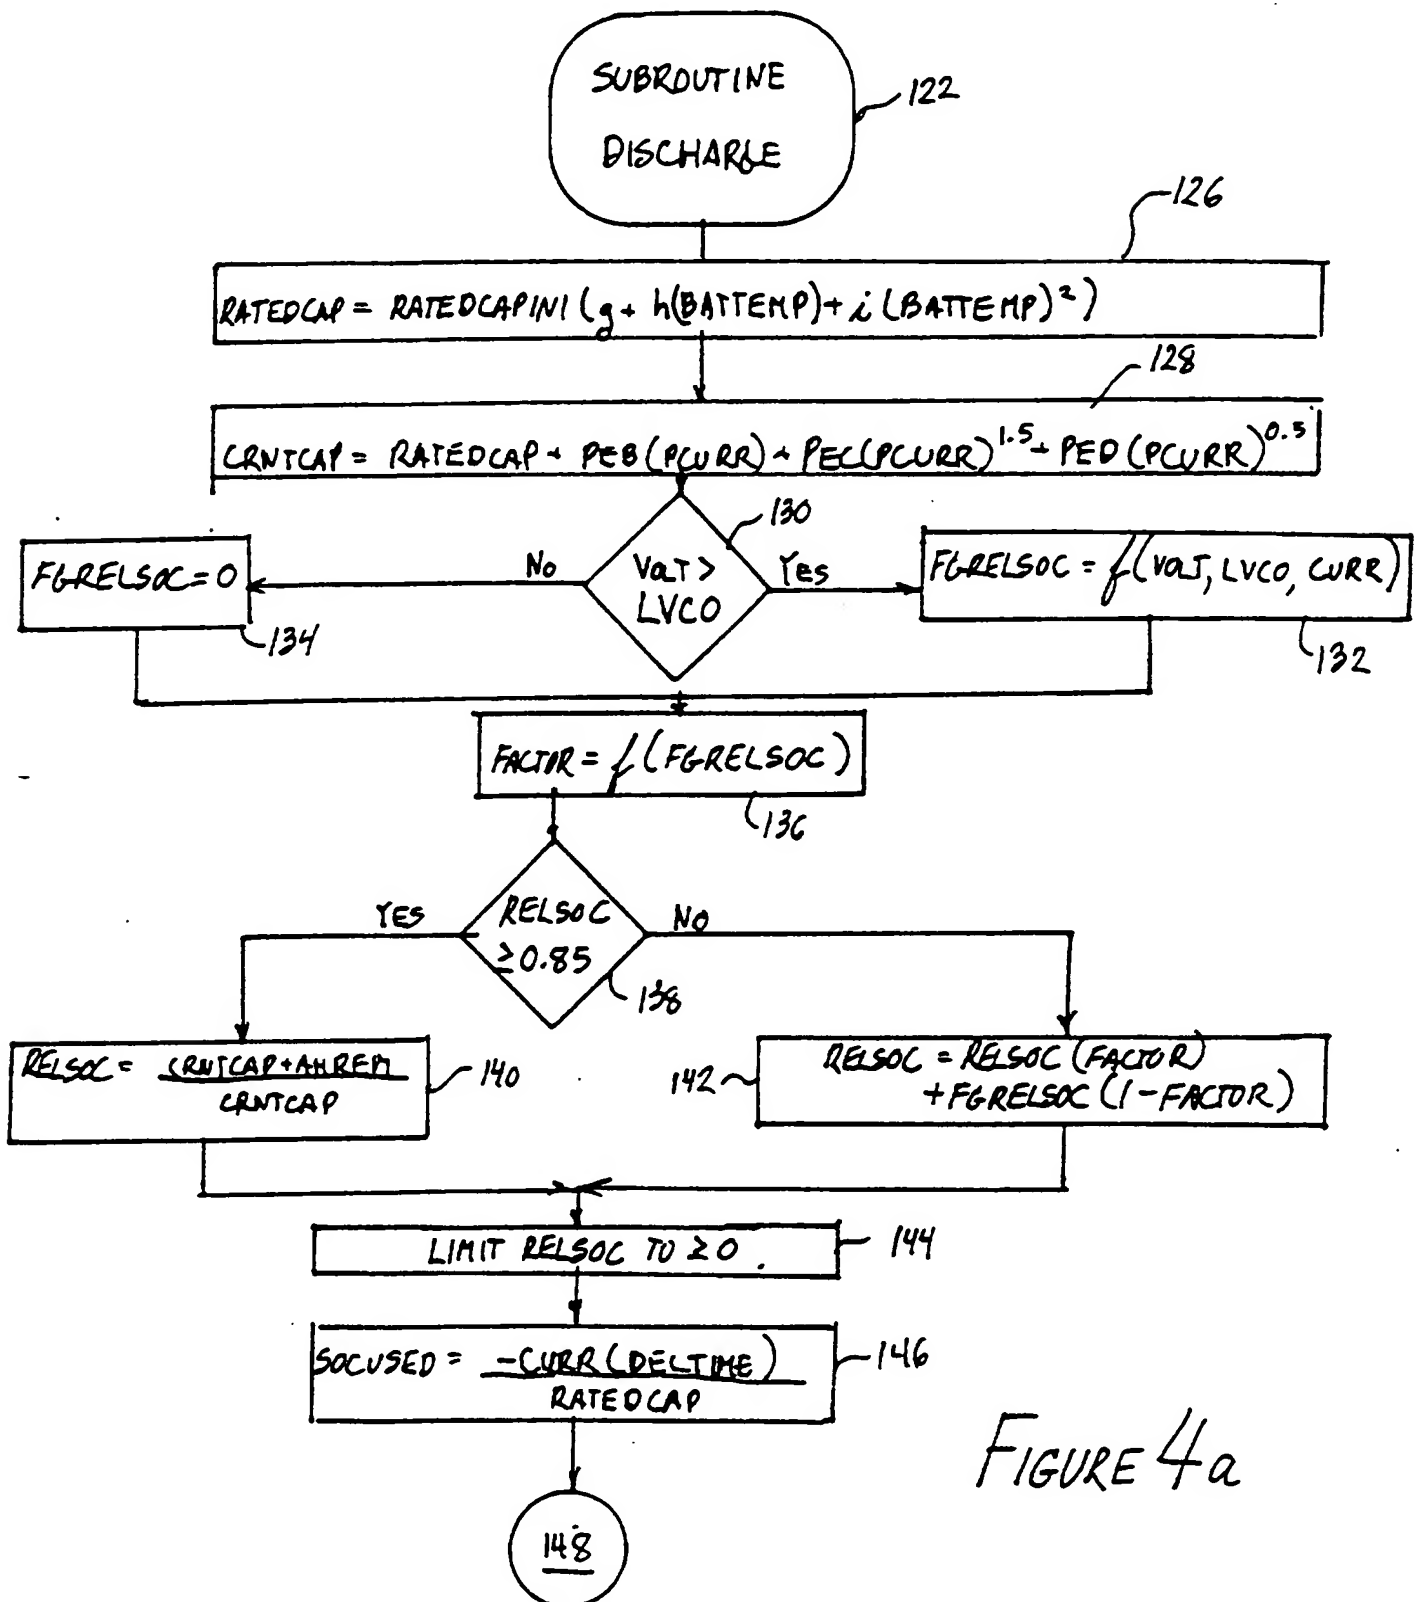 SUBROUTINE
DISCHARGE
122
126
RATEDCAP = RATEDCAPINI (g + h(BATTEMP) + i (BATTEMP)²)
128
CRNTCAP = RATEDCAP + PEB (PCURR) + PEC(PCURR)^1.5 + PED (PCURR)^0.5
130
FGRELSOC = 0
No
VOLT >
LVCO
Yes
FGRELSOC = f(VOLT, LVCO, CURR)
134
132
FACTOR = f (FGRELSOC)
136
YES
RELSOC
≥0.85
NO
138
RELSOC = CRNTCAP + AHREM
CRNTCAP
140
142
RELSOC = RELSOC (FACTOR)
+ FGRELSOC (1 - FACTOR)
LIMIT RELSOC TO ≥ 0
144
SOCUSED = -CURR (DELTIME)
RATEDCAP
146
FIGURE 4a
148